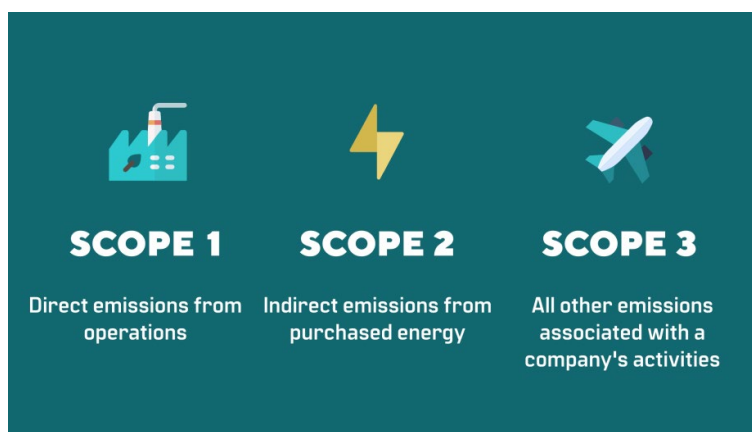 SCOPE 1
Direct emissions from
operations
SCOPE 2
Indirect emissions from
purchased energy
SCOPE 3
All other emissions
associated with a
company's activities